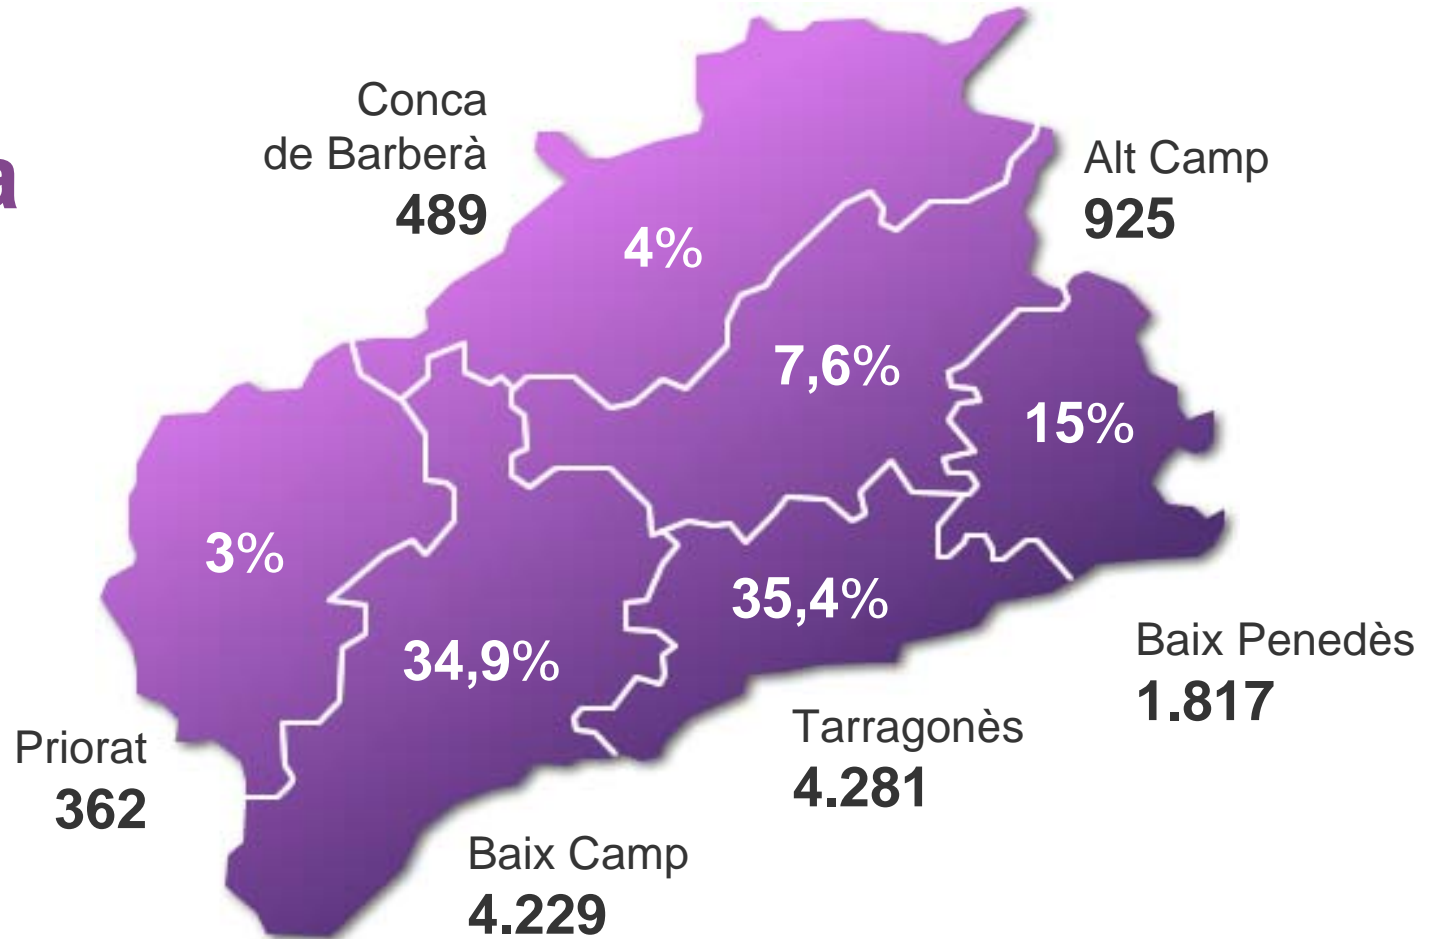 Conca
de Barberà
489
a
Alt Camp
925
4%
7,6%
15%
3%
35,4%
34,9%
Baix Penedès
1.817
Priorat
362
Tarragonès
4.281
Baix Camp
4.229